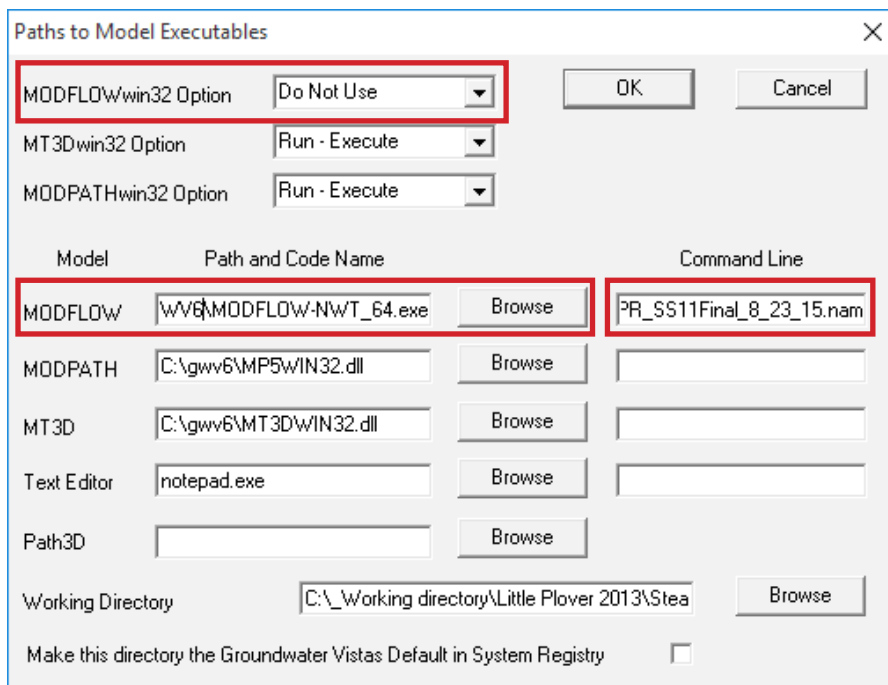 Paths to Model Executables
MODFLOWwin32 Option Do Not Use OK Cancel
MT3Dwin32 Option Run - Execute
MODPATHwin32 Option Run - Execute
Model Path and Code Name Command Line
MODFLOW WV6\MODFLOW-NWT_64.exe Browse PR_SS11Final_8_23_15.nam
MODPATH C:\gwv6\MP5WIN32.dll Browse
MT3D C:\gwv6\MT3DWIN32.dll Browse
Text Editor notepad.exe Browse
Path3D Browse
Working Directory C:\_Working directory\Little Plover 2013\Stea Browse
Make this directory the Groundwater Vistas Default in System Registry